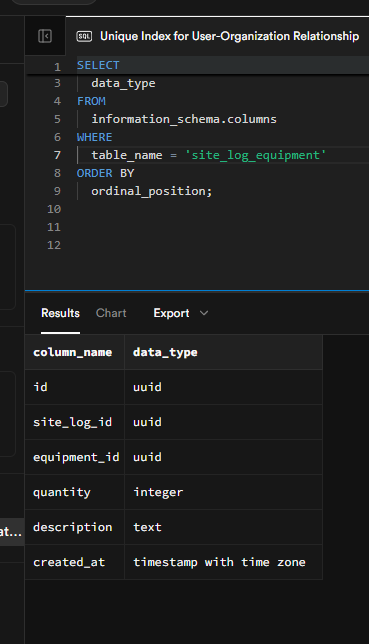 SQL Unique Index for User-Organization Relationship
1 SELECT
3 data_type
4 FROM
5 information_schema.columns
6 WHERE
7 table_name = 'site_log_equipment'
8 ORDER BY
9 ordinal_position;
10
11
12
Results Chart Export
column_name data_type
id uuid
site_log_id uuid
equipment_id uuid
quantity integer
at... description text
created_at timestamp with time zone